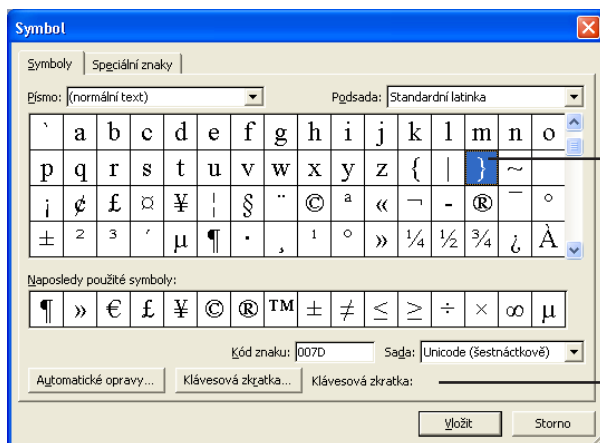 Symbol
Symboly Speciální znaky
Písmo: (normální text) Podsada: Standardní latinka
` a b c d e f g h i j k l m n o
p q r s t u v w x y z { | } ~
¡ ¢ £ ¤ ¥ ¦ § ¨ © ª « ¬ - ® ¯ °
± ² ³ ´ µ ¶ · ¸ ¹ º » ¼ ½ ¾ ¿ À
Naposledy použité symboly:
¶ » € £ ¥ © ® ™ ± ≠ ≤ ≥ ÷ × ∞ µ
Kód znaku: 007D Sada: Unicode (šestnáctkově)
Automatické opravy... Klávesová zkratka... Klávesová zkratka:
Vložit Storno